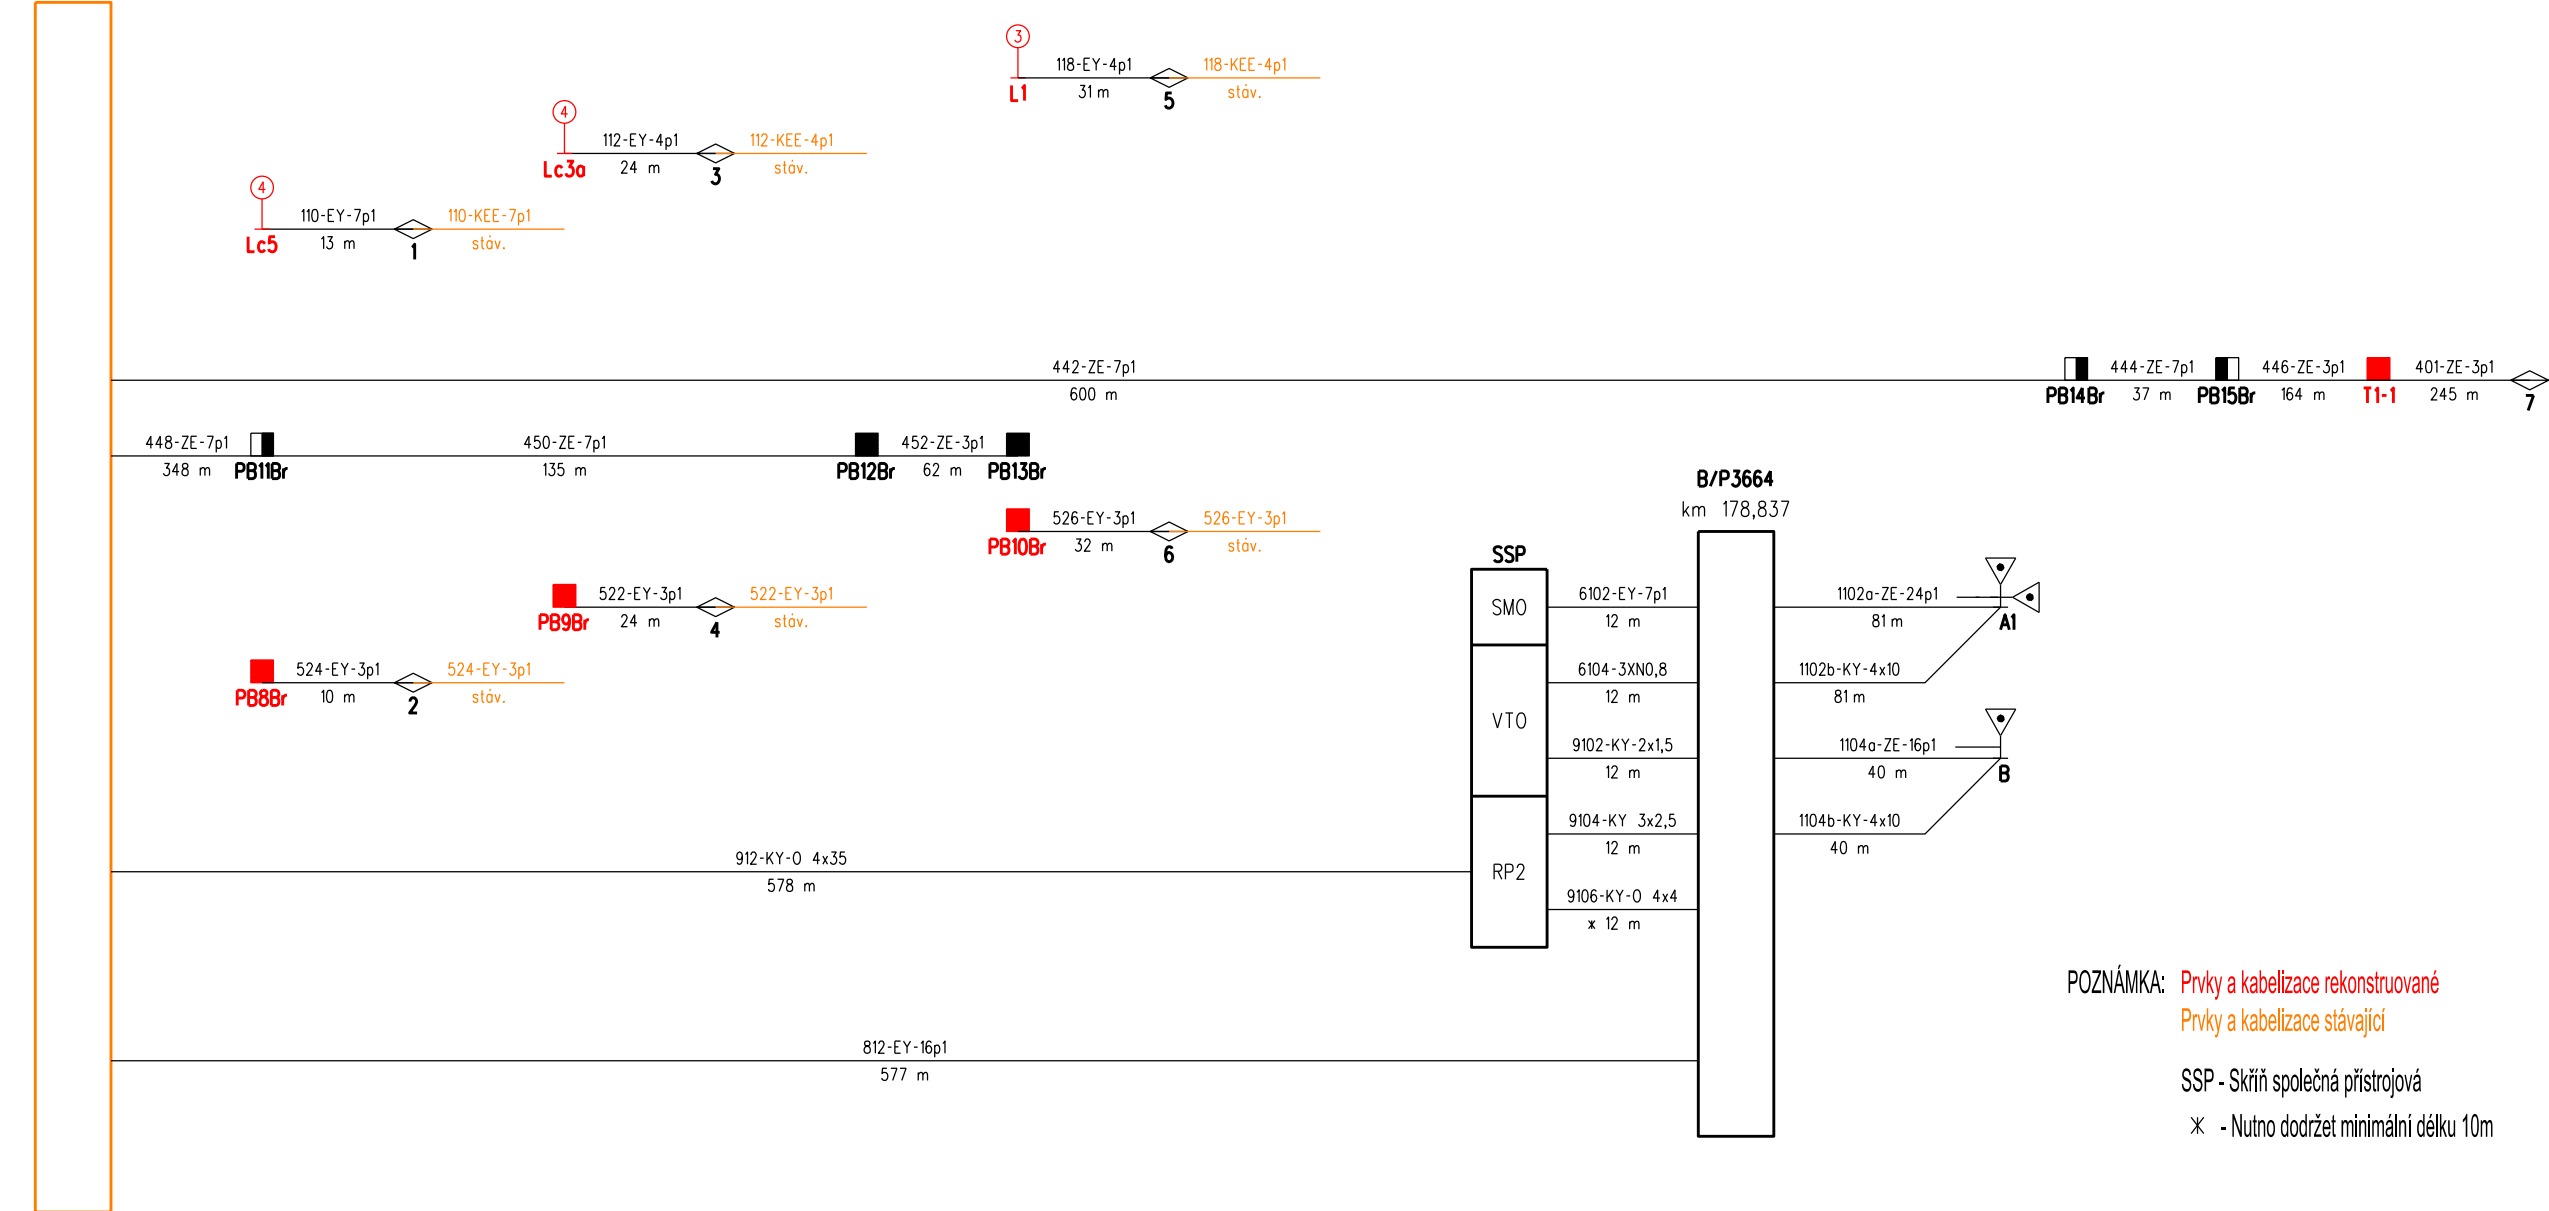 3
118-EY-4p1
118-KEE-4p1
L1
31 m
5
stáv.
4
112-EY-4p1
112-KEE-4p1
Lc3a
24 m
3
stáv.
4
110-EY-7p1
110-KEE-7p1
Lc5
13 m
1
stáv.
442-ZE-7p1
600 m
PB14Br
444-ZE-7p1
37 m
PB15Br
446-ZE-3p1
164 m
T1-1
401-ZE-3p1
245 m
7
448-ZE-7p1
348 m
PB11Br
450-ZE-7p1
135 m
PB12Br
452-ZE-3p1
62 m
PB13Br
526-EY-3p1
526-EY-3p1
PB10Br
32 m
6
stáv.
522-EY-3p1
522-EY-3p1
PB9Br
24 m
4
stáv.
524-EY-3p1
524-EY-3p1
PB8Br
10 m
2
stáv.
B/P3664
km 178,837
SSP
SMO
VTO
RP2
6102-EY-7p1
12 m
6104-3XN0,8
12 m
9102-KY-2x1,5
12 m
9104-KY 3x2,5
12 m
9106-KY-O 4x4
* 12 m
1102a-ZE-24p1
81 m
A1
1102b-KY-4x10
81 m
1104a-ZE-16p1
40 m
B
1104b-KY-4x10
40 m
912-KY-O 4x35
578 m
812-EY-16p1
577 m
POZNÁMKA: Prvky a kabelizace rekonstruované
Prvky a kabelizace stávající
SSP - Skříň společná přístrojová
* - Nutno dodržet minimální délku 10m